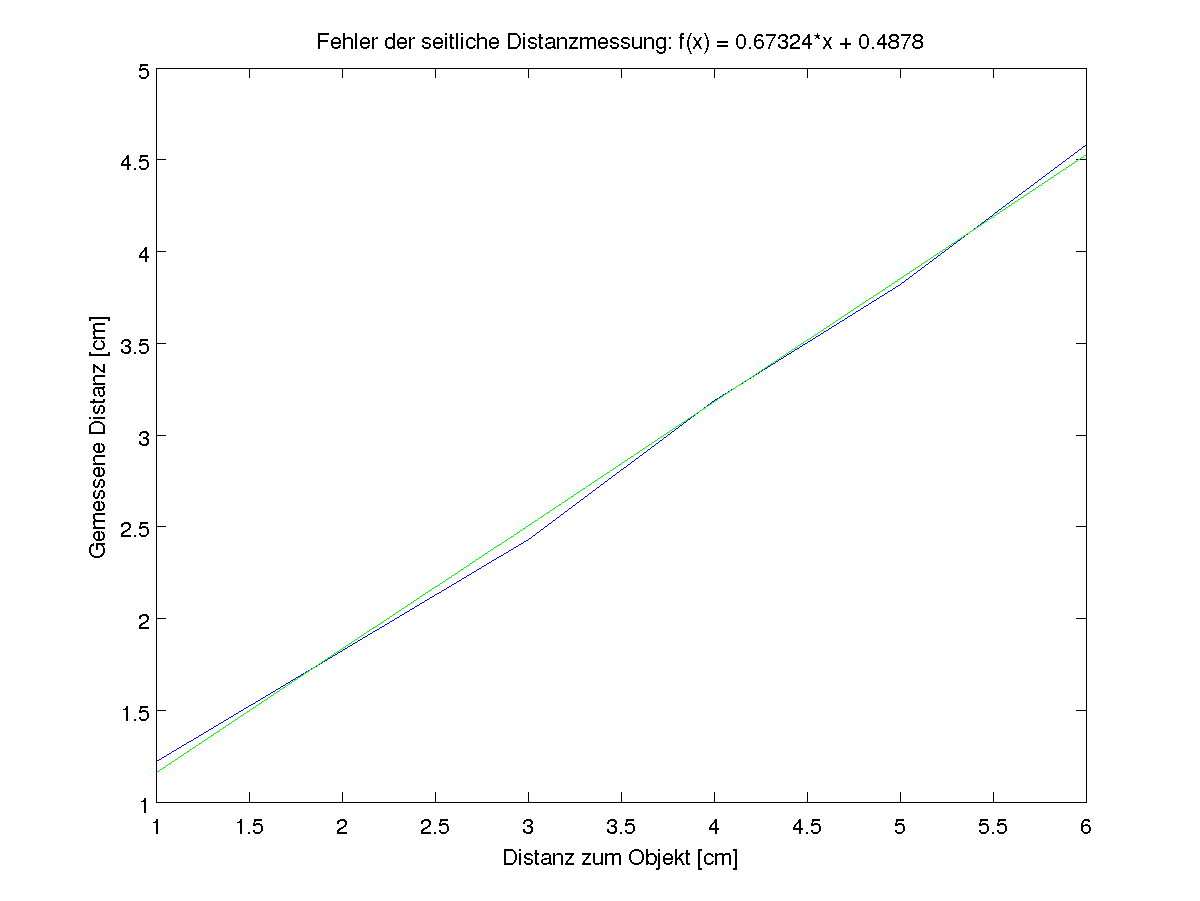 Fehler der seitliche Distanzmessung: f(x) = 0.67324*x + 0.4878
5
4.5
4
3.5
3
2.5
2
1.5
1
Gemessene Distanz [cm]
1 1.5 2 2.5 3 3.5 4 4.5 5 5.5 6
Distanz zum Objekt [cm]